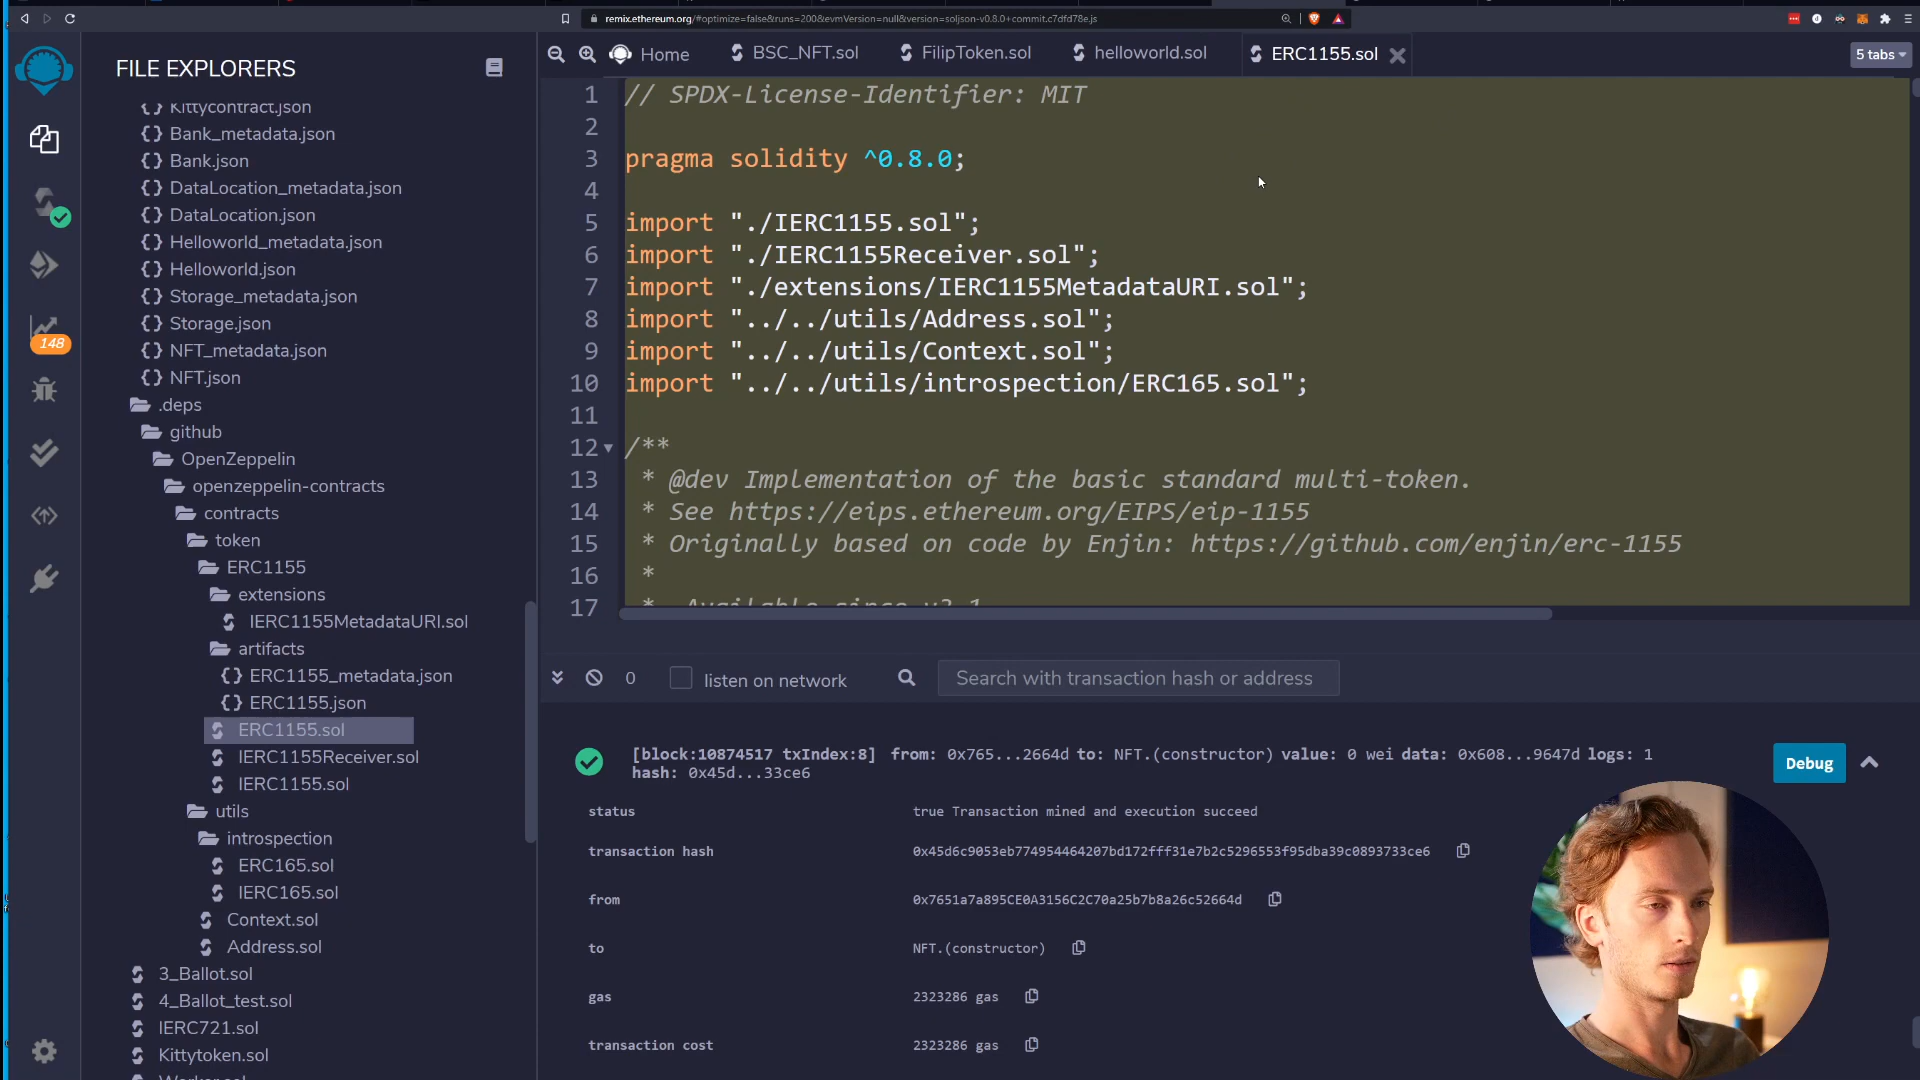 remix.ethereum.org/#optimize=false&runs=200&evmVersion=null&version=soljson-v0.8.0+commit.c7dfd78e.js
FILE EXPLORERS
Kittycontract.json
Bank_metadata.json
Bank.json
DataLocation_metadata.json
DataLocation.json
Helloworld_metadata.json
Helloworld.json
Storage_metadata.json
Storage.json
NFT_metadata.json
NFT.json
.deps
github
OpenZeppelin
openzeppelin-contracts
contracts
token
ERC1155
extensions
IERC1155MetadataURI.sol
artifacts
ERC1155_metadata.json
ERC1155.json
ERC1155.sol
IERC1155Receiver.sol
IERC1155.sol
utils
introspection
ERC165.sol
IERC165.sol
Context.sol
Address.sol
3_Ballot.sol
4_Ballot_test.sol
IERC721.sol
Kittytoken.sol
148
Home
BSC_NFT.sol
FilipToken.sol
helloworld.sol
ERC1155.sol
5 tabs
1 // SPDX-License-Identifier: MIT
2
3 pragma solidity ^0.8.0;
4
5 import "./IERC1155.sol";
6 import "./IERC1155Receiver.sol";
7 import "./extensions/IERC1155MetadataURI.sol";
8 import "../../utils/Address.sol";
9 import "../../utils/Context.sol";
10 import "../../utils/introspection/ERC165.sol";
11
12 /**
13 * @dev Implementation of the basic standard multi-token.
14 * See https://eips.ethereum.org/EIPS/eip-1155
15 * Originally based on code by Enjin: https://github.com/enjin/erc-1155
16 *
17 * _Available since v3.1
0
listen on network
Search with transaction hash or address
[block:10874517 txIndex:8] from: 0x765...2664d to: NFT.(constructor) value: 0 wei data: 0x608...9647d logs: 1
hash: 0x45d...33ce6
Debug
status true Transaction mined and execution succeed
transaction hash 0x45d6c9053eb774954464207bd172fff31e7b2c5296553f95dba39c0893733ce6
from 0x7651a7a895CE0A3156C2C70a25b7b8a26c52664d
to NFT.(constructor)
gas 2323286 gas
transaction cost 2323286 gas